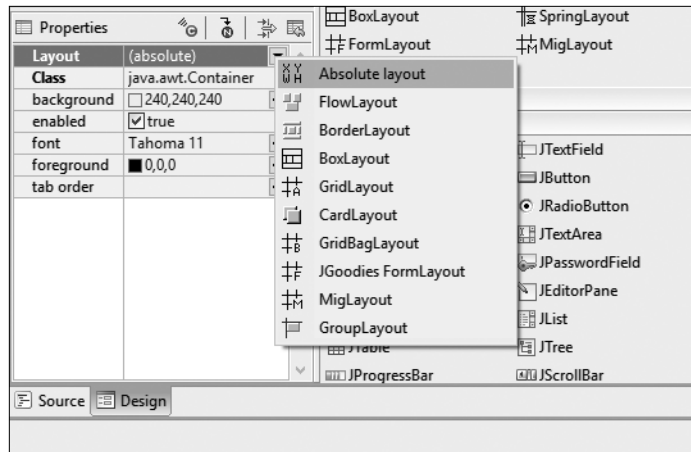 Properties
Layout (absolute)
Class java.awt.Container
background 240,240,240
enabled true
font Tahoma 11
foreground 0,0,0
tab order
Absolute layout
FlowLayout
BorderLayout
BoxLayout
GridLayout
CardLayout
GridBagLayout
JGoodies FormLayout
MigLayout
GroupLayout
BoxLayout SpringLayout
FormLayout MigLayout
JTextField
JButton
JRadioButton
JTextArea
JPasswordField
JEditorPane
JList
JTable JTree
JProgressBar JScrollBar
Source Design